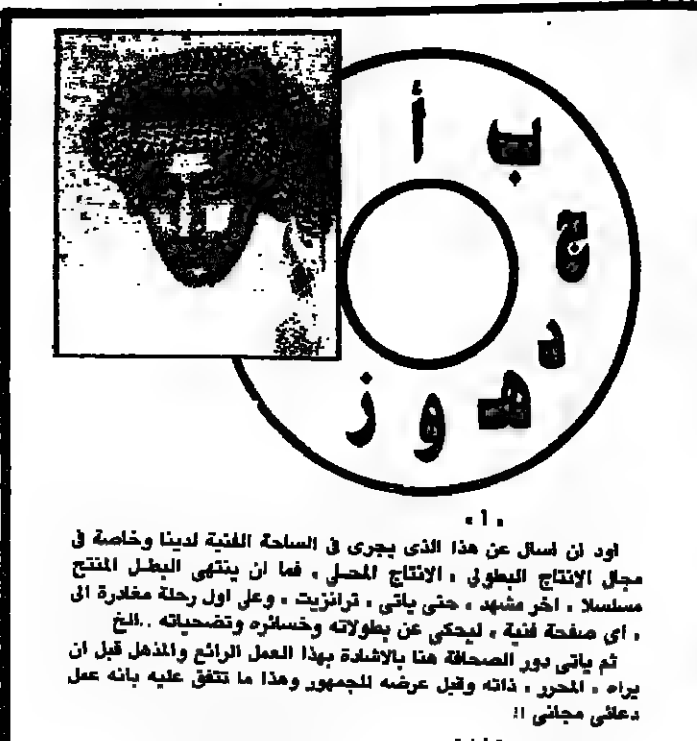 أ
ب
ج
د
هـ
و
ز
« 1 »
اود ان اسال عن هذا الذى يجرى فى الساحة الفنية لدينا وخاصة فى
مجال الإنتاج البطولى ، الانتاج المحلى ، فما ان ينتهى البطل المنتج
مسلسلا ، اخر مشهد ، حتى ياتى ، ترانزيت ، وعلى اول رحلة مغادرة الى
، اى صفحة فنية ، ليحكي عن بطولاته وخسائره وتضحياته ..الخ
ثم ياتى دور الصحافة هنا بالاشادة بهذا العمل الرائع والمذهل قبل ان
يراه ، المحرر ، ذاته وقبل عرضه للجمهور وهذا ما تتفق عليه بانه عمل
دعائى مجانى !!